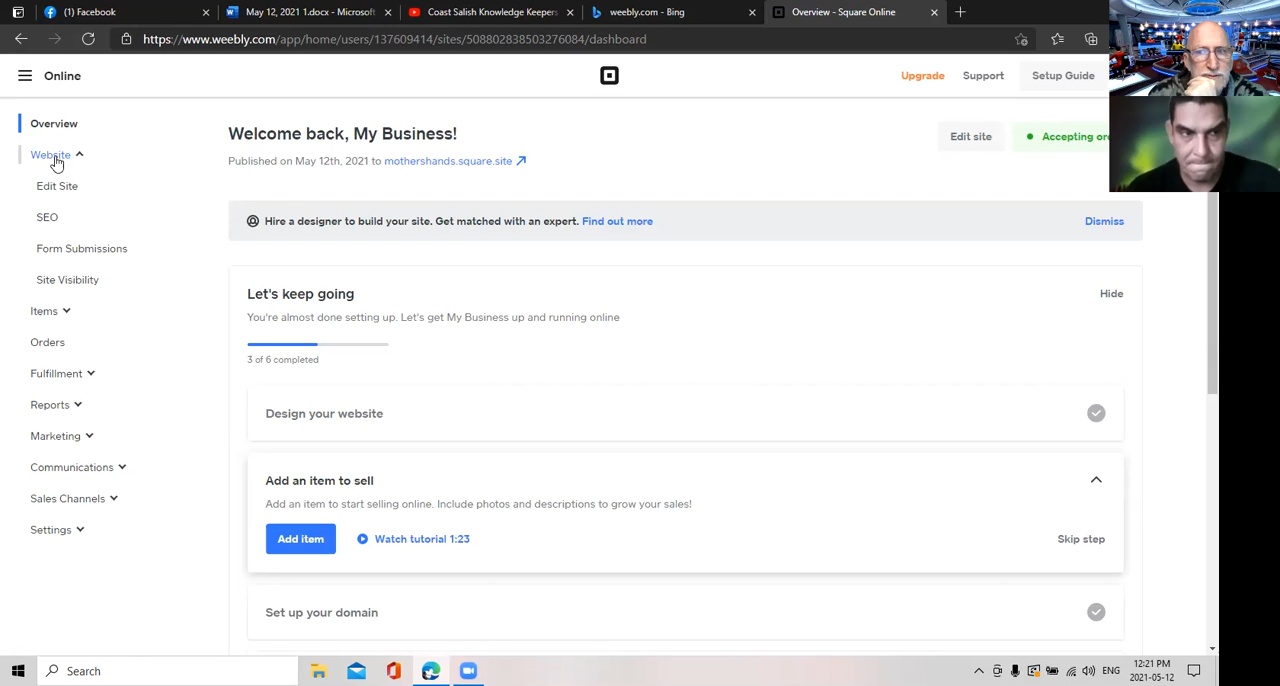 (1) Facebook
May 12, 2021 1.docx - Microsoft
Coast Salish Knowledge Keepers
weebly.com - Bing
Overview - Square Online
https://www.weebly.com/app/home/users/137609414/sites/508802838503276084/dashboard
Online
Upgrade
Support
Setup Guide
Overview
Website
Edit Site
SEO
Form Submissions
Site Visibility
Items
Orders
Fulfillment
Reports
Marketing
Communications
Sales Channels
Settings
Welcome back, My Business!
Edit site
Accepting or
Published on May 12th, 2021 to mothershands.square.site
Hire a designer to build your site. Get matched with an expert. Find out more
Dismiss
Let's keep going
Hide
You're almost done setting up. Let's get My Business up and running online
3 of 6 completed
Design your website
Add an item to sell
Add an item to start selling online. Include photos and descriptions to grow your sales!
Add item
Watch tutorial 1:23
Skip step
Set up your domain
Search
ENG
12:21 PM
2021-05-12